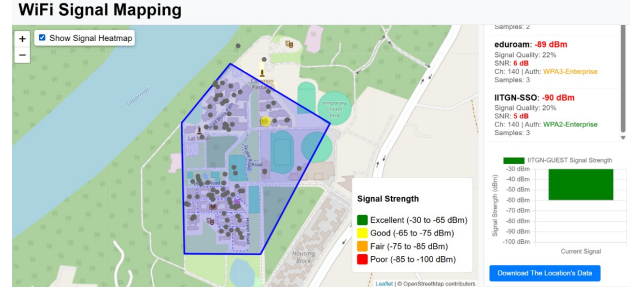 WiFi Signal Mapping
+
−
Show Signal Heatmap
Samples: 2
eduroam: -89 dBm
Signal Quality: 22%
SNR: 6 dB
Ch: 140 | Auth: WPA3-Enterprise
Samples: 3
IITGN-SSO: -90 dBm
Signal Quality: 20%
SNR: 5 dB
Ch: 140 | Auth: WPA2-Enterprise
Samples: 3
Signal Strength
Excellent (-30 to -65 dBm)
Good (-65 to -75 dBm)
Fair (-75 to -85 dBm)
Poor (-85 to -100 dBm)
Housing
Block
Leaflet | © OpenStreetMap contributors
IITGN-GUEST Signal Strength
Signal Strength (dBm)
-30 dBm
-40 dBm
-50 dBm
-60 dBm
-70 dBm
-80 dBm
-90 dBm
-100 dBm
Current Signal
Download The Location's Data